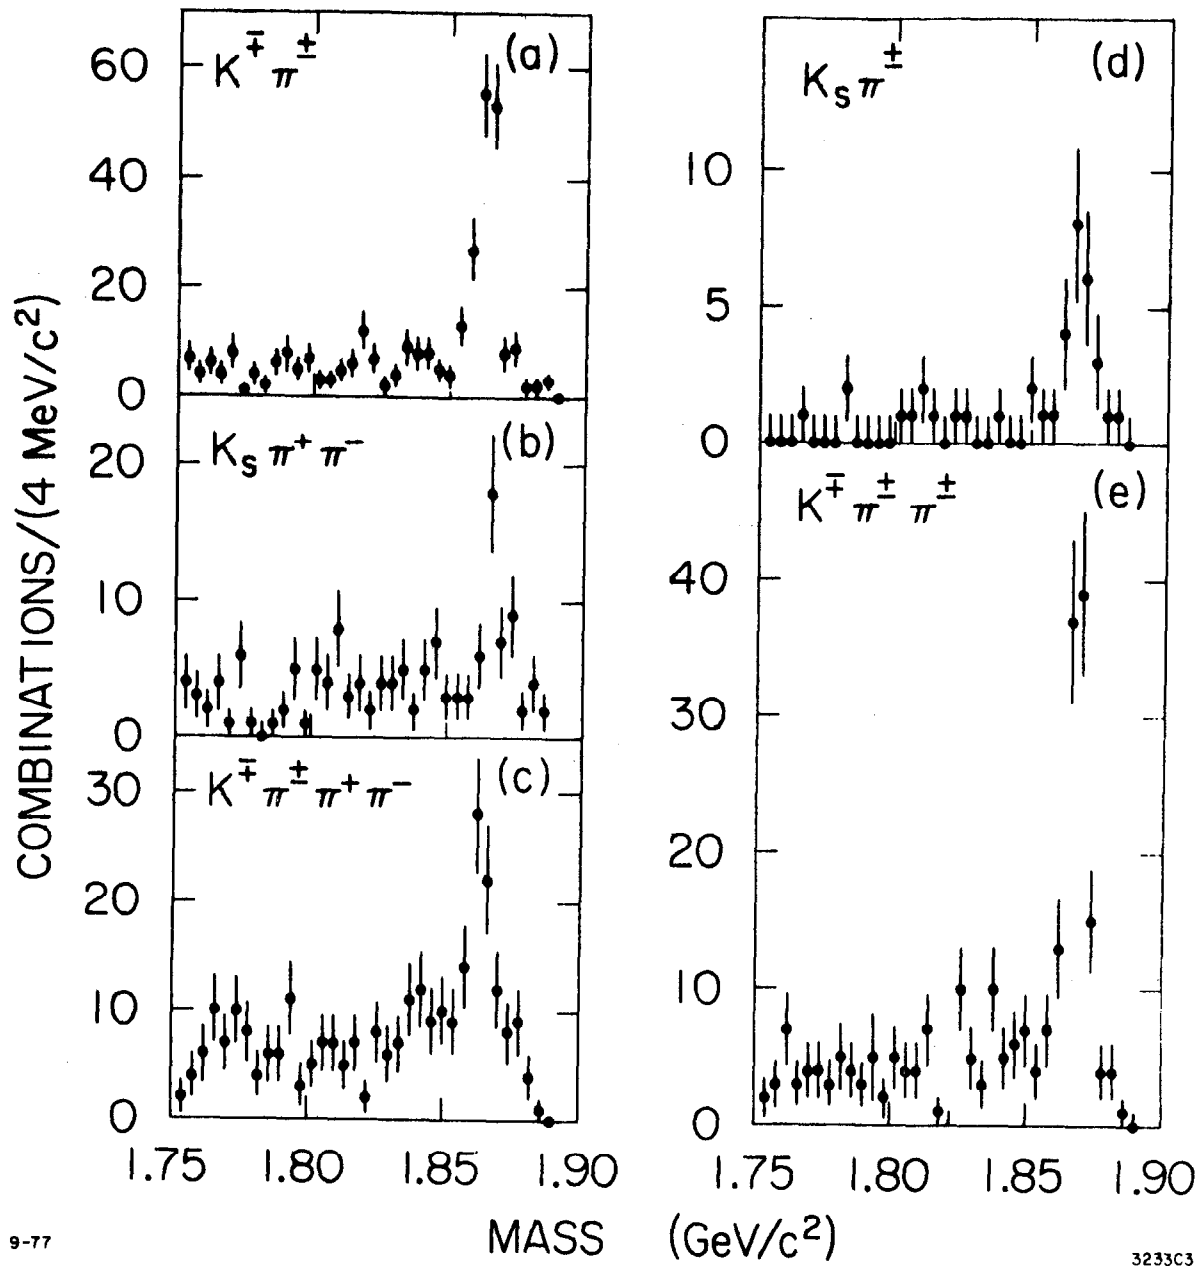 COMBINATIONS/(4 MeV/c²)
K∓ π± (a)
60
40
20
0
K_S π⁺ π⁻ (b)
20
10
0
K∓ π± π⁺ π⁻ (c)
30
20
10
0
1.75 1.80 1.85 1.90
K_S π± (d)
10
5
0
K∓ π± π± (e)
40
30
20
10
0
1.75 1.80 1.85 1.90
MASS (GeV/c²)
9-77
3233C3